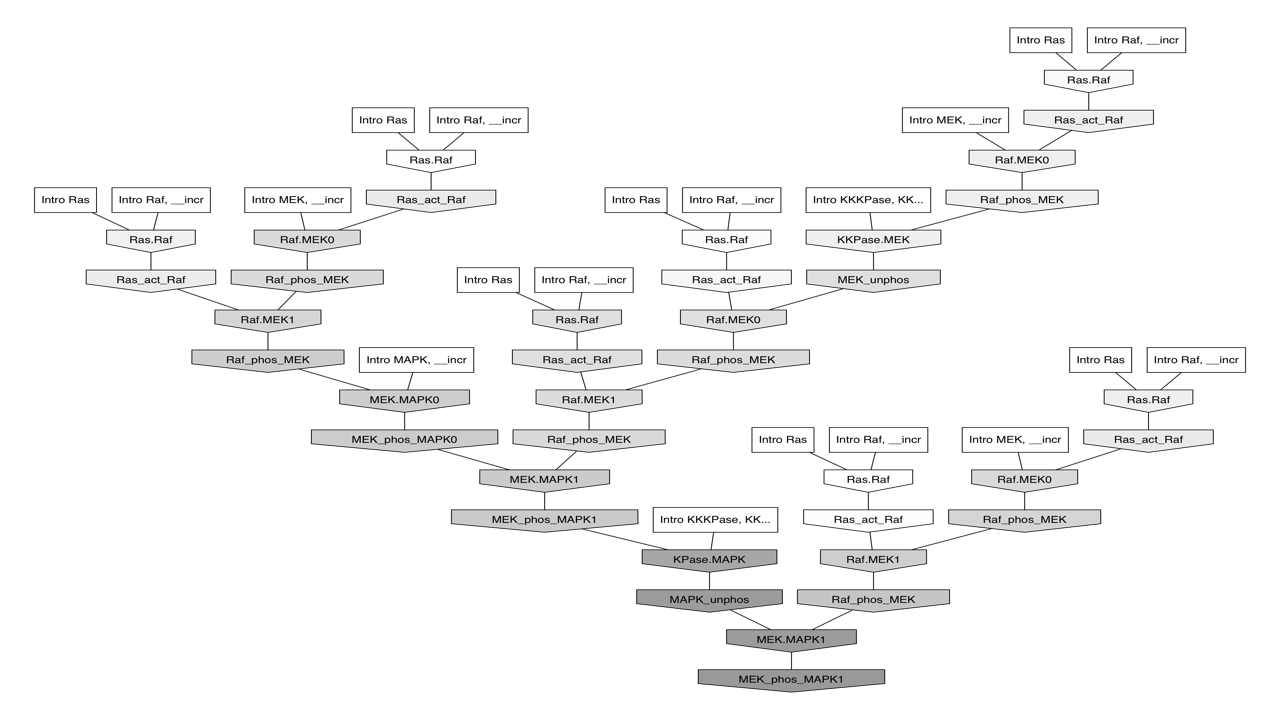 Intro Ras
Intro Raf, __incr
Ras.Raf
Intro Ras
Intro Raf, __incr
Intro MEK, __incr
Ras_act_Raf
Ras.Raf
Raf.MEK0
Intro Ras
Intro Raf, __incr
Intro MEK, __incr
Ras_act_Raf
Intro Ras
Intro Raf, __incr
Intro KKKPase, KK...
Raf_phos_MEK
Ras.Raf
Raf.MEK0
Ras.Raf
KKPase.MEK
Ras_act_Raf
Raf_phos_MEK
Intro Ras
Intro Raf, __incr
Ras_act_Raf
MEK_unphos
Raf.MEK1
Ras.Raf
Raf.MEK0
Raf_phos_MEK
Intro MAPK, __incr
Ras_act_Raf
Raf_phos_MEK
Intro Ras
Intro Raf, __incr
MEK.MAPK0
Raf.MEK1
Ras.Raf
MEK_phos_MAPK0
Raf_phos_MEK
Intro Ras
Intro Raf, __incr
Intro MEK, __incr
Ras_act_Raf
MEK.MAPK1
Ras.Raf
Raf.MEK0
MEK_phos_MAPK1
Intro KKKPase, KK...
Ras_act_Raf
Raf_phos_MEK
KPase.MAPK
Raf.MEK1
MAPK_unphos
Raf_phos_MEK
MEK.MAPK1
MEK_phos_MAPK1